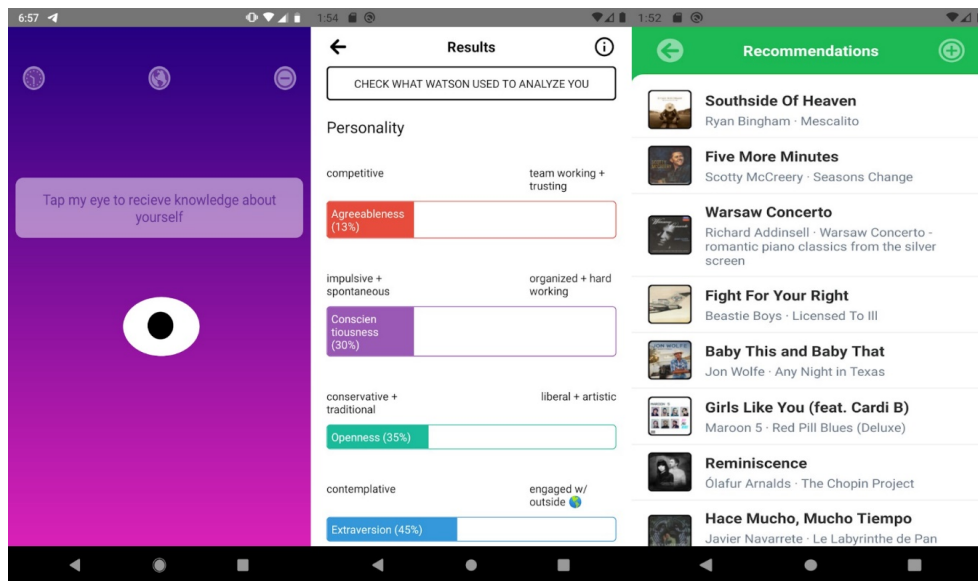 6:57
Tap my eye to recieve knowledge about
yourself
1:54
Results
CHECK WHAT WATSON USED TO ANALYZE YOU
Personality
competitive
team working +
trusting
Agreeableness
(13%)
impulsive +
spontaneous
organized + hard
working
Conscien
tiousness
(30%)
conservative +
traditional
liberal + artistic
Openness (35%)
contemplative
engaged w/
outside 🌎
Extraversion (45%)
1:52
Recommendations
Southside Of Heaven
Ryan Bingham · Mescalito
Five More Minutes
Scotty McCreery · Seasons Change
Warsaw Concerto
Richard Addinsell · Warsaw Concerto -
romantic piano classics from the silver
screen
Fight For Your Right
Beastie Boys · Licensed To Ill
Baby This and Baby That
Jon Wolfe · Any Night in Texas
Girls Like You (feat. Cardi B)
Maroon 5 · Red Pill Blues (Deluxe)
Reminiscence
Ólafur Arnalds · The Chopin Project
Hace Mucho, Mucho Tiempo
Javier Navarrete · Le Labyrinthe de Pan